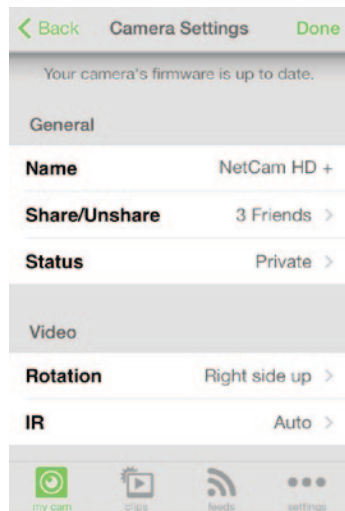 Back Camera Settings Done
Your camera's firmware is up to date.
General
Name NetCam HD +
Share/Unshare 3 Friends
Status Private
Video
Rotation Right side up
IR Auto
my cam clips feeds settings